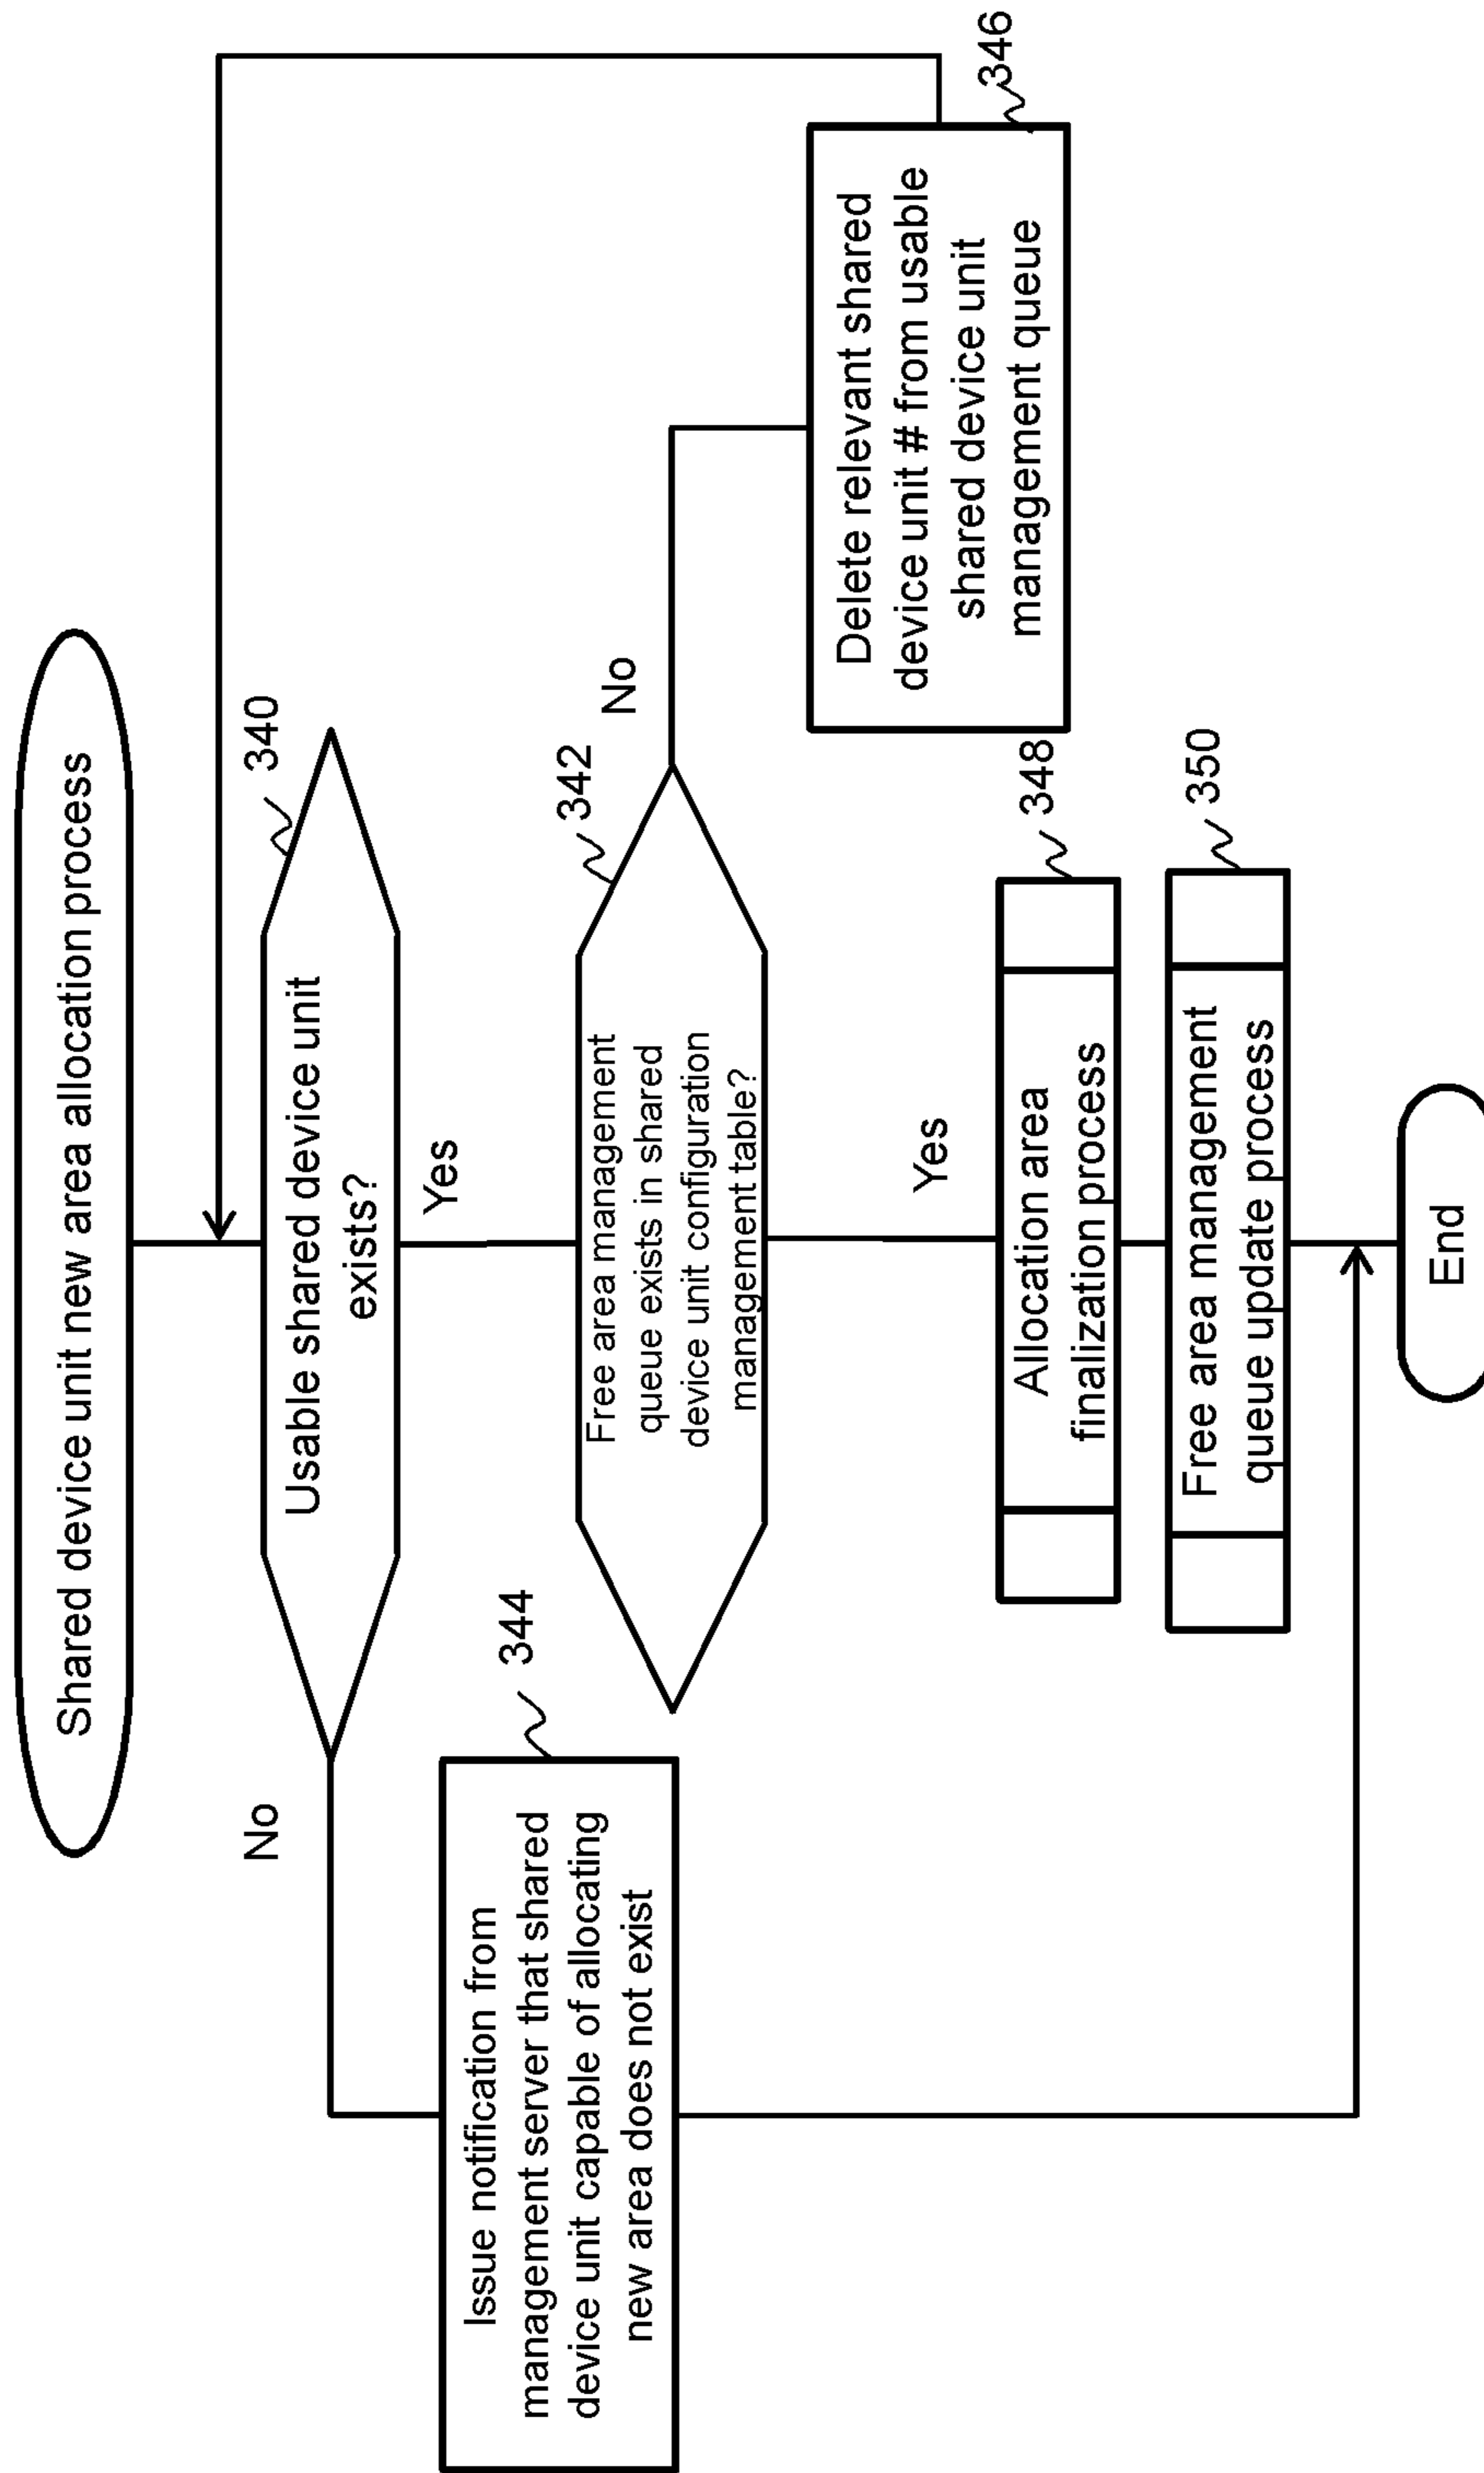 Shared device unit new area allocation process
340
Usable shared device unit
exists?
No
Yes
342
Free area management
queue exists in shared
device unit configuration
management table?
No
Yes
344
Issue notification from
management server that shared
device unit capable of allocating
new area does not exist
346
Delete relevant shared
device unit # from usable
shared device unit
management queue
348
Allocation area
finalization process
350
Free area management
queue update process
End